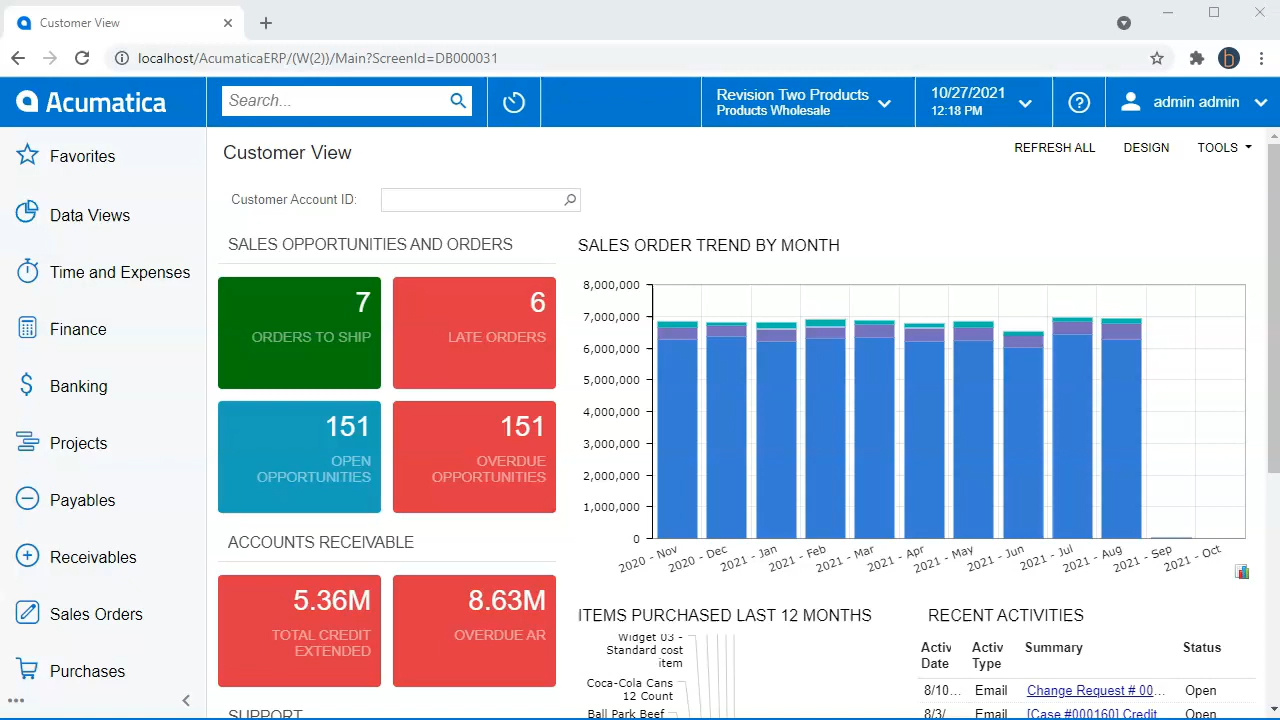 Customer View
localhost/AcumaticaERP/(W(2))/Main?ScreenId=DB000031
b
Acumatica
Search...
Revision Two Products
Products Wholesale
10/27/2021
12:18 PM
?
admin admin
Favorites
Data Views
Time and Expenses
Finance
Banking
Projects
Payables
Receivables
Sales Orders
Purchases
Customer View
REFRESH ALL DESIGN TOOLS
Customer Account ID:
SALES OPPORTUNITIES AND ORDERS
7
ORDERS TO SHIP
6
LATE ORDERS
151
OPEN
OPPORTUNITIES
151
OVERDUE
OPPORTUNITIES
ACCOUNTS RECEIVABLE
5.36M
TOTAL CREDIT
EXTENDED
8.63M
OVERDUE AR
SUPPORT
SALES ORDER TREND BY MONTH
8,000,000
7,000,000
6,000,000
5,000,000
4,000,000
3,000,000
2,000,000
1,000,000
0
2020 - Nov
2020 - Dec
2021 - Jan
2021 - Feb
2021 - Mar
2021 - Apr
2021 - May
2021 - Jun
2021 - Jul
2021 - Aug
2021 - Sep
2021 - Oct
ITEMS PURCHASED LAST 12 MONTHS
Widget 03 -
Standard cost
item
Coca-Cola Cans
12 Count
Ball Park Beef
RECENT ACTIVITIES
Activ Date Activ Type Summary Status
8/10... Email Change Request # 00... Open
8/3/ Email [Case #000160] Credit Open